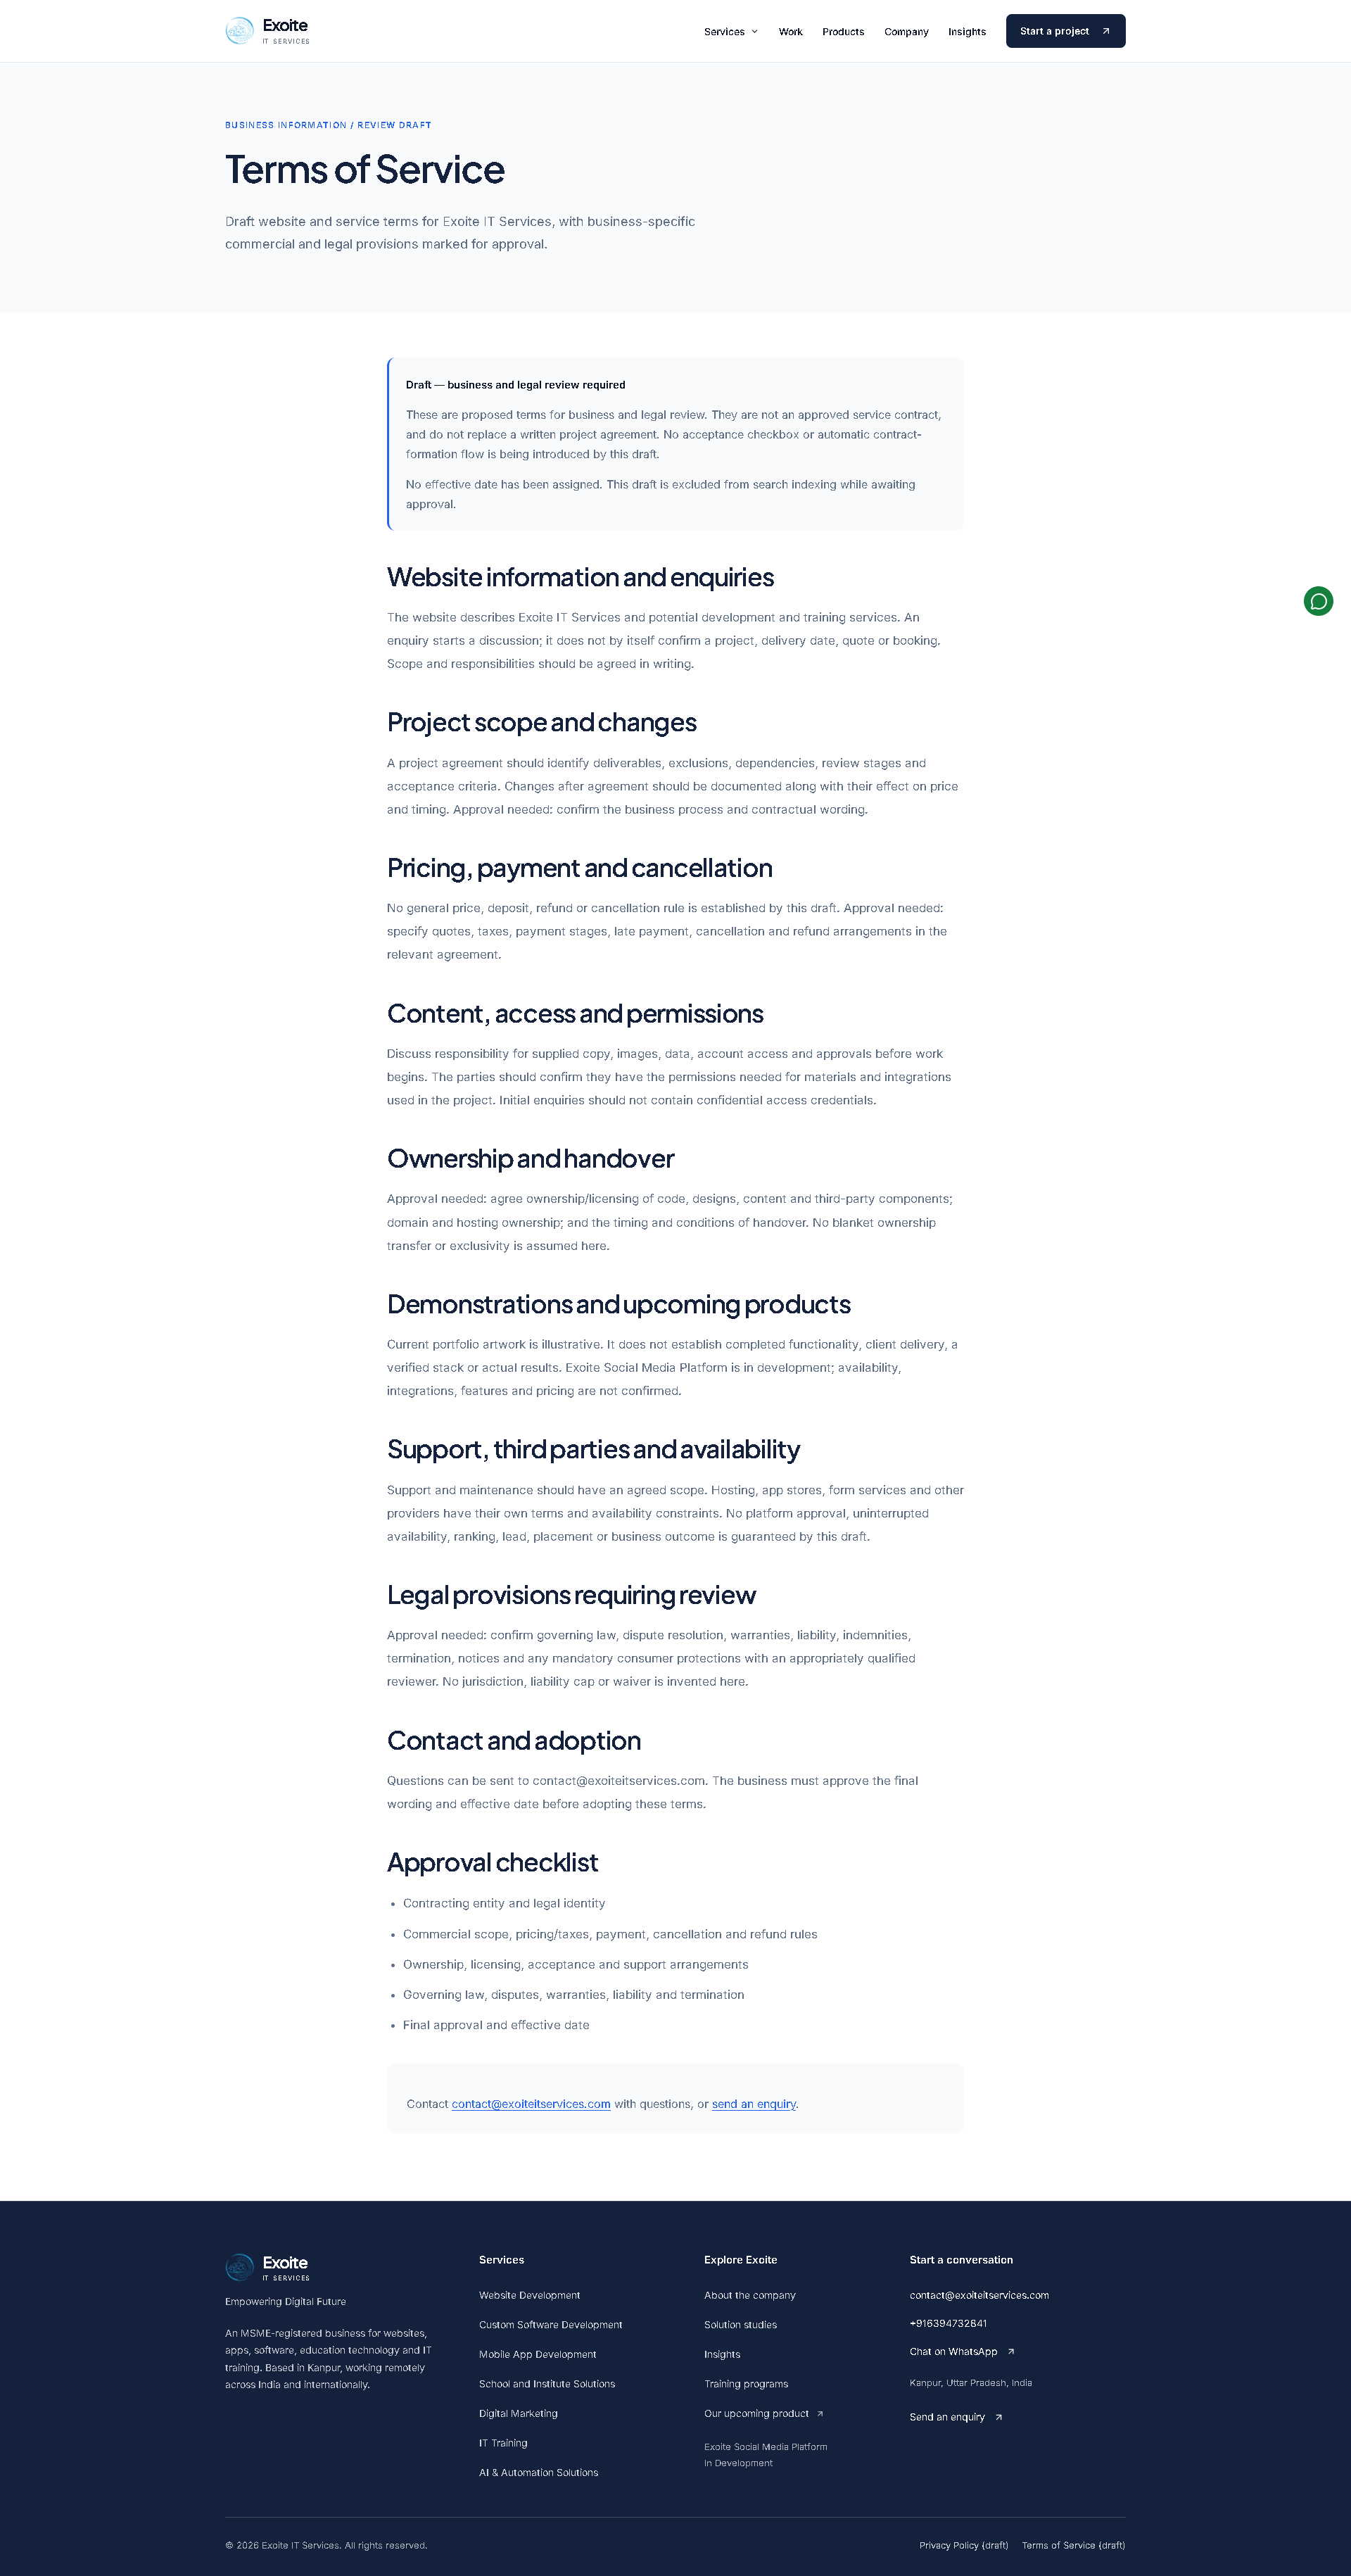 Exoite
IT SERVICES
Services
Work
Products
Company
Insights
Start a project
BUSINESS INFORMATION / REVIEW DRAFT
Terms of Service
Draft website and service terms for Exoite IT Services, with business-specific
commercial and legal provisions marked for approval.
Draft — business and legal review required
These are proposed terms for business and legal review. They are not an approved service contract,
and do not replace a written project agreement. No acceptance checkbox or automatic contract-
formation flow is being introduced by this draft.
No effective date has been assigned. This draft is excluded from search indexing while awaiting
approval.
Website information and enquiries
The website describes Exoite IT Services and potential development and training services. An
enquiry starts a discussion; it does not by itself confirm a project, delivery date, quote or booking.
Scope and responsibilities should be agreed in writing.
Project scope and changes
A project agreement should identify deliverables, exclusions, dependencies, review stages and
acceptance criteria. Changes after agreement should be documented along with their effect on price
and timing. Approval needed: confirm the business process and contractual wording.
Pricing, payment and cancellation
No general price, deposit, refund or cancellation rule is established by this draft. Approval needed:
specify quotes, taxes, payment stages, late payment, cancellation and refund arrangements in the
relevant agreement.
Content, access and permissions
Discuss responsibility for supplied copy, images, data, account access and approvals before work
begins. The parties should confirm they have the permissions needed for materials and integrations
used in the project. Initial enquiries should not contain confidential access credentials.
Ownership and handover
Approval needed: agree ownership/licensing of code, designs, content and third-party components;
domain and hosting ownership; and the timing and conditions of handover. No blanket ownership
transfer or exclusivity is assumed here.
Demonstrations and upcoming products
Current portfolio artwork is illustrative. It does not establish completed functionality, client delivery, a
verified stack or actual results. Exoite Social Media Platform is in development; availability,
integrations, features and pricing are not confirmed.
Support, third parties and availability
Support and maintenance should have an agreed scope. Hosting, app stores, form services and other
providers have their own terms and availability constraints. No platform approval, uninterrupted
availability, ranking, lead, placement or business outcome is guaranteed by this draft.
Legal provisions requiring review
Approval needed: confirm governing law, dispute resolution, warranties, liability, indemnities,
termination, notices and any mandatory consumer protections with an appropriately qualified
reviewer. No jurisdiction, liability cap or waiver is invented here.
Contact and adoption
Questions can be sent to contact@exoiteitservices.com. The business must approve the final
wording and effective date before adopting these terms.
Approval checklist
• Contracting entity and legal identity
• Commercial scope, pricing/taxes, payment, cancellation and refund rules
• Ownership, licensing, acceptance and support arrangements
• Governing law, disputes, warranties, liability and termination
• Final approval and effective date
Contact contact@exoiteitservices.com with questions, or send an enquiry.
Exoite
IT SERVICES
Empowering Digital Future
An MSME-registered business for websites,
apps, software, education technology and IT
training. Based in Kanpur, working remotely
across India and internationally.
Services
Website Development
Custom Software Development
Mobile App Development
School and Institute Solutions
Digital Marketing
IT Training
AI & Automation Solutions
Explore Exoite
About the company
Solution studies
Insights
Training programs
Our upcoming product
Exoite Social Media Platform
In Development
Start a conversation
contact@exoiteitservices.com
+916394732841
Chat on WhatsApp
Kanpur, Uttar Pradesh, India
Send an enquiry
© 2026 Exoite IT Services. All rights reserved.
Privacy Policy (draft)
Terms of Service (draft)